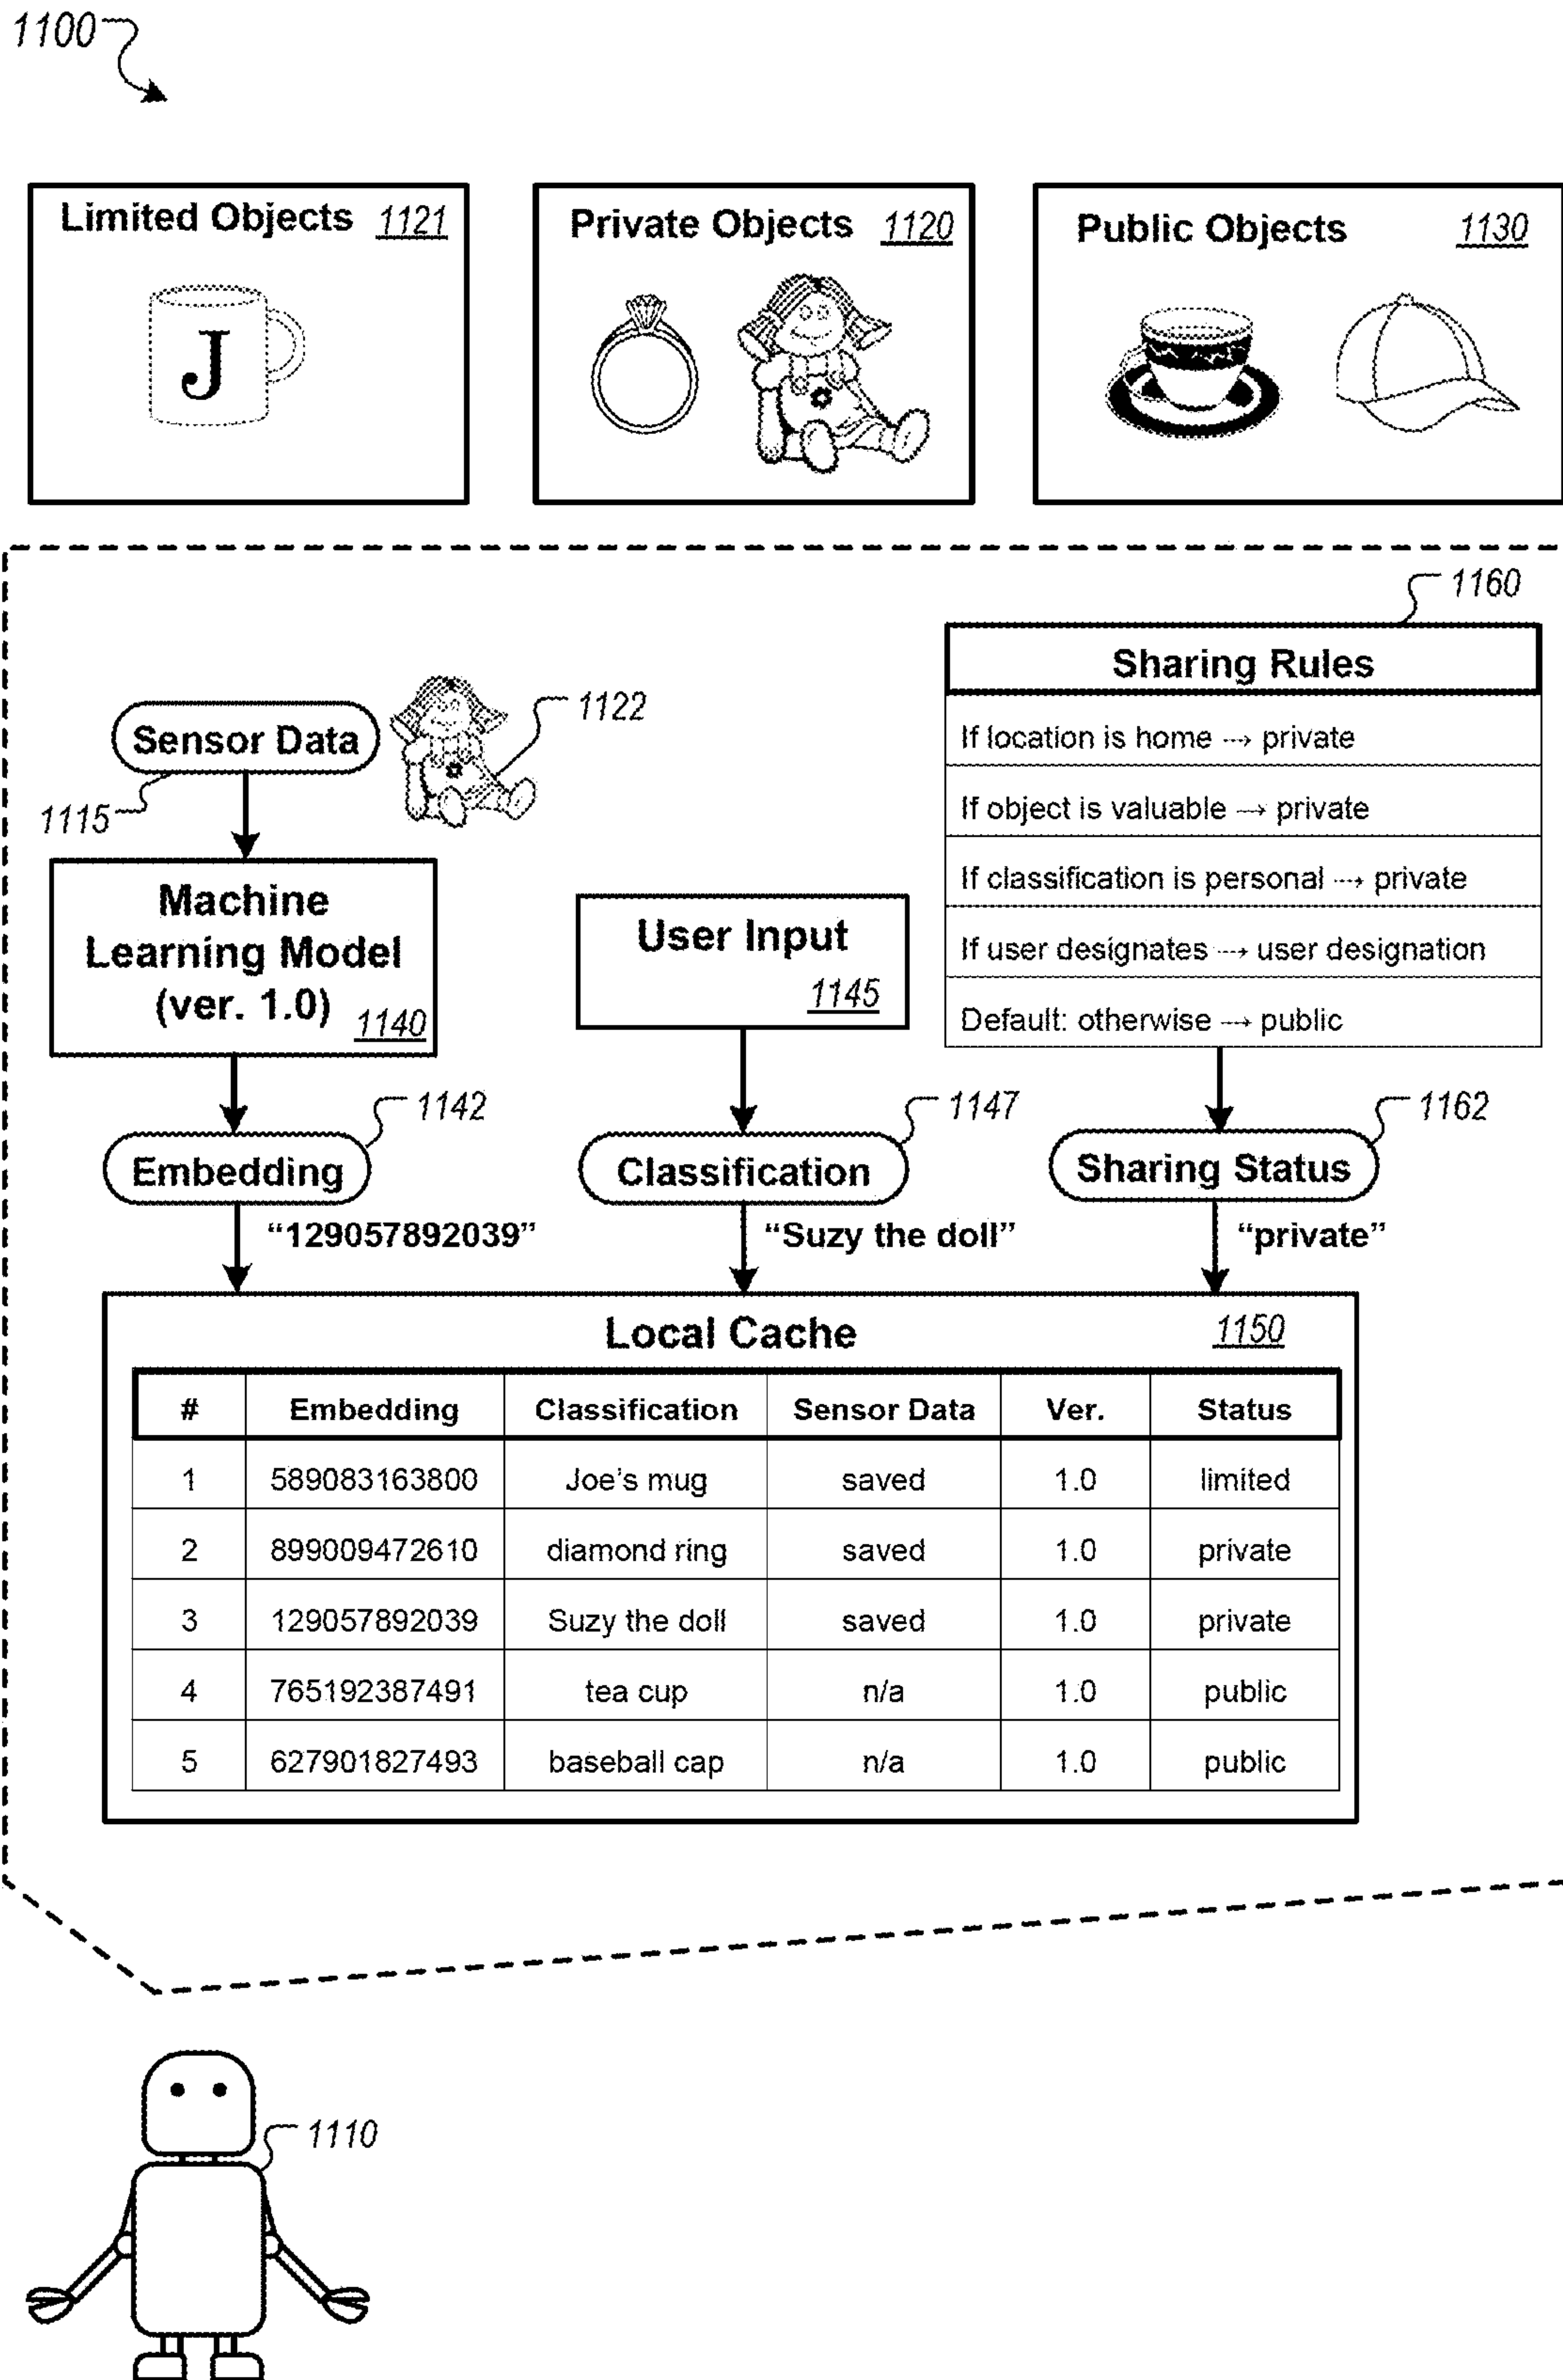 1100
Limited Objects 1121
J
Private Objects 1120
Public Objects 1130
1160
Sharing Rules
If location is home → private
If object is valuable → private
If classification is personal → private
If user designates → user designation
Default: otherwise → public
Sensor Data
1122
1115
Machine
Learning Model
(ver. 1.0) 1140
User Input
1145
1142
1147
1162
Embedding
Classification
Sharing Status
“129057892039”
“Suzy the doll”
“private”
Local Cache 1150
# Embedding Classification Sensor Data Ver. Status
1 589083163800 Joe’s mug saved 1.0 limited
2 899009472610 diamond ring saved 1.0 private
3 129057892039 Suzy the doll saved 1.0 private
4 765192387491 tea cup n/a 1.0 public
5 627901827493 baseball cap n/a 1.0 public
1110